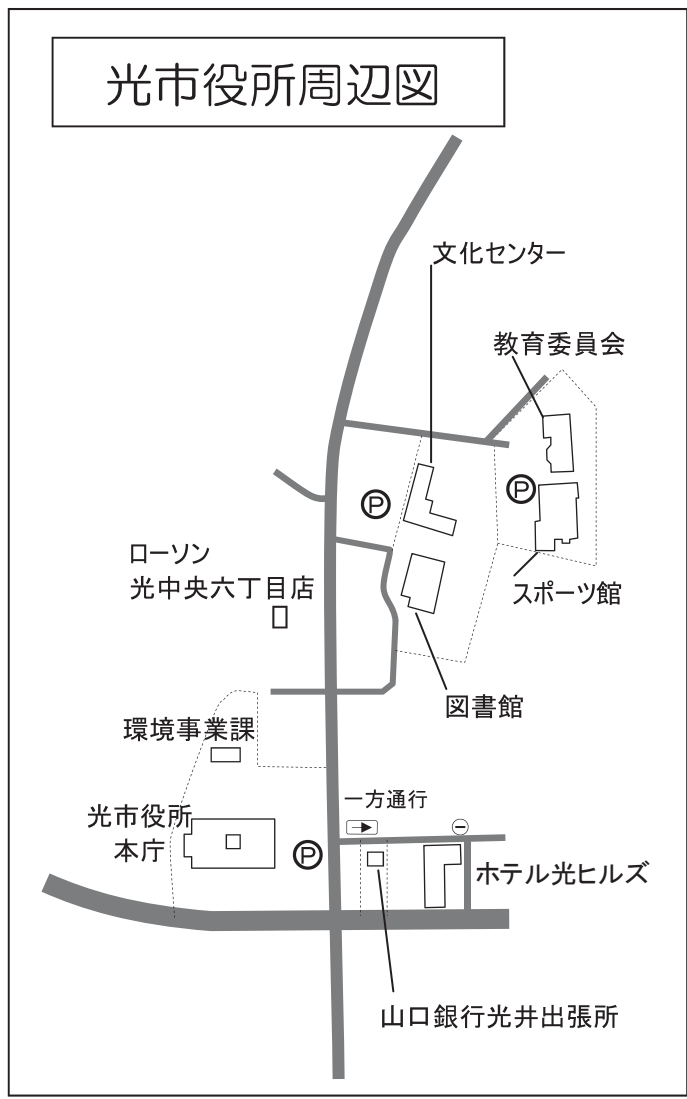 光市役所周辺図
文化センター
教育委員会
Ⓟ
Ⓟ
ローソン
光中央六丁目店
スポーツ館
図書館
環境事業課
一方通行
光市役所
本庁
Ⓟ
ホテル光ヒルズ
山口銀行光井出張所